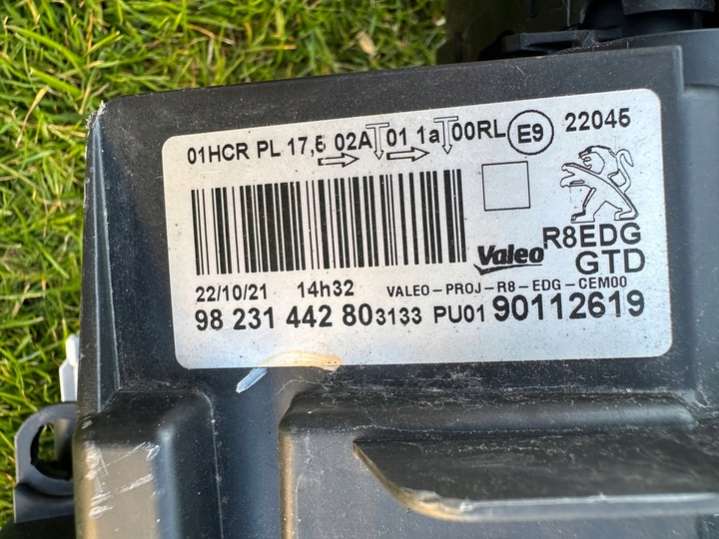 01HCR PL 17,5 02A 01 1a 00RL E9 22045
R8EDG
Valeo GTD
22/10/21 14h32 VALEO-PROJ-R8-EDG-CEM00
98 231 442 80 3133 PU01 90112619